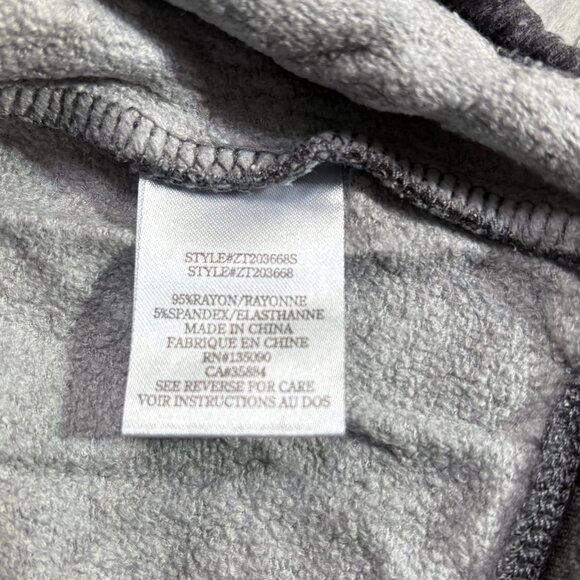 STYLE#ZT203668S
STYLE#ZT203668
95%RAYON/RAYONNE
5%SPANDEX/ELASTHANNE
MADE IN CHINA
FABRIQUE EN CHINE
RN#135090
CA#35884
SEE REVERSE FOR CARE
VOIR INSTRUCTIONS AU DOS